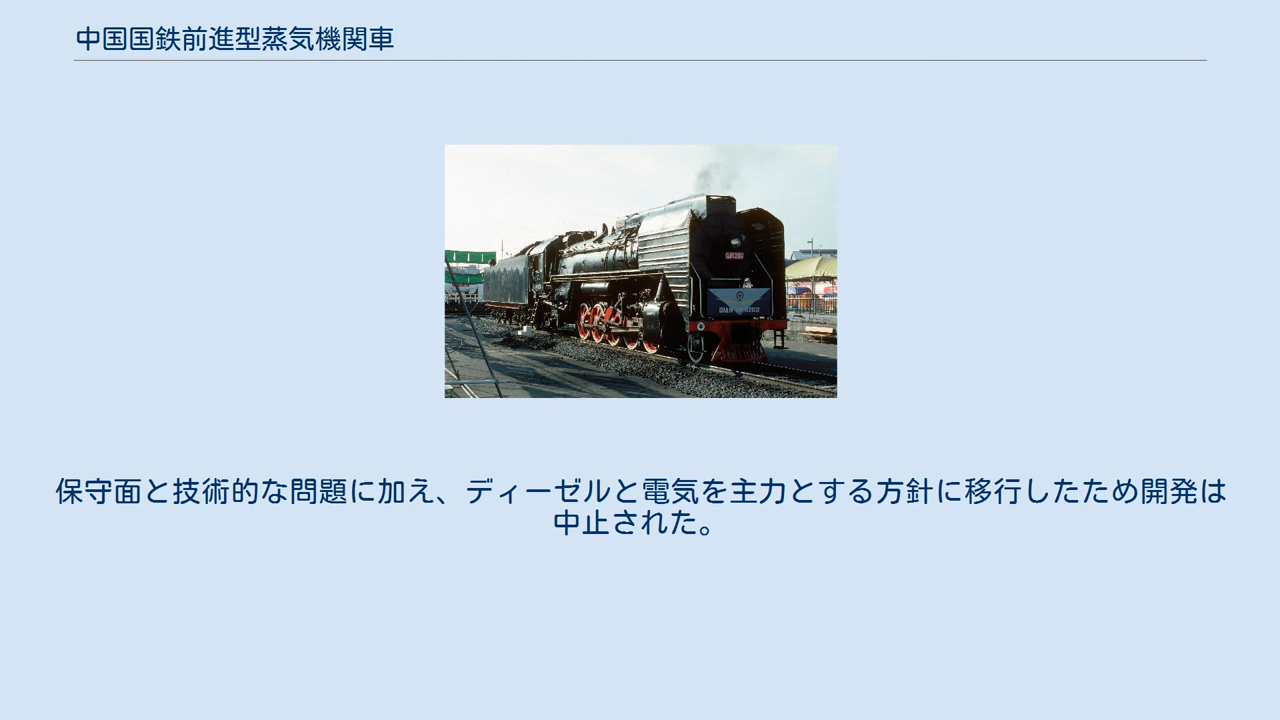 中国国鉄前進型蒸気機関車
保守面と技術的な問題に加え、ディーゼルと電気を主力とする方針に移行したため開発は
中止された。